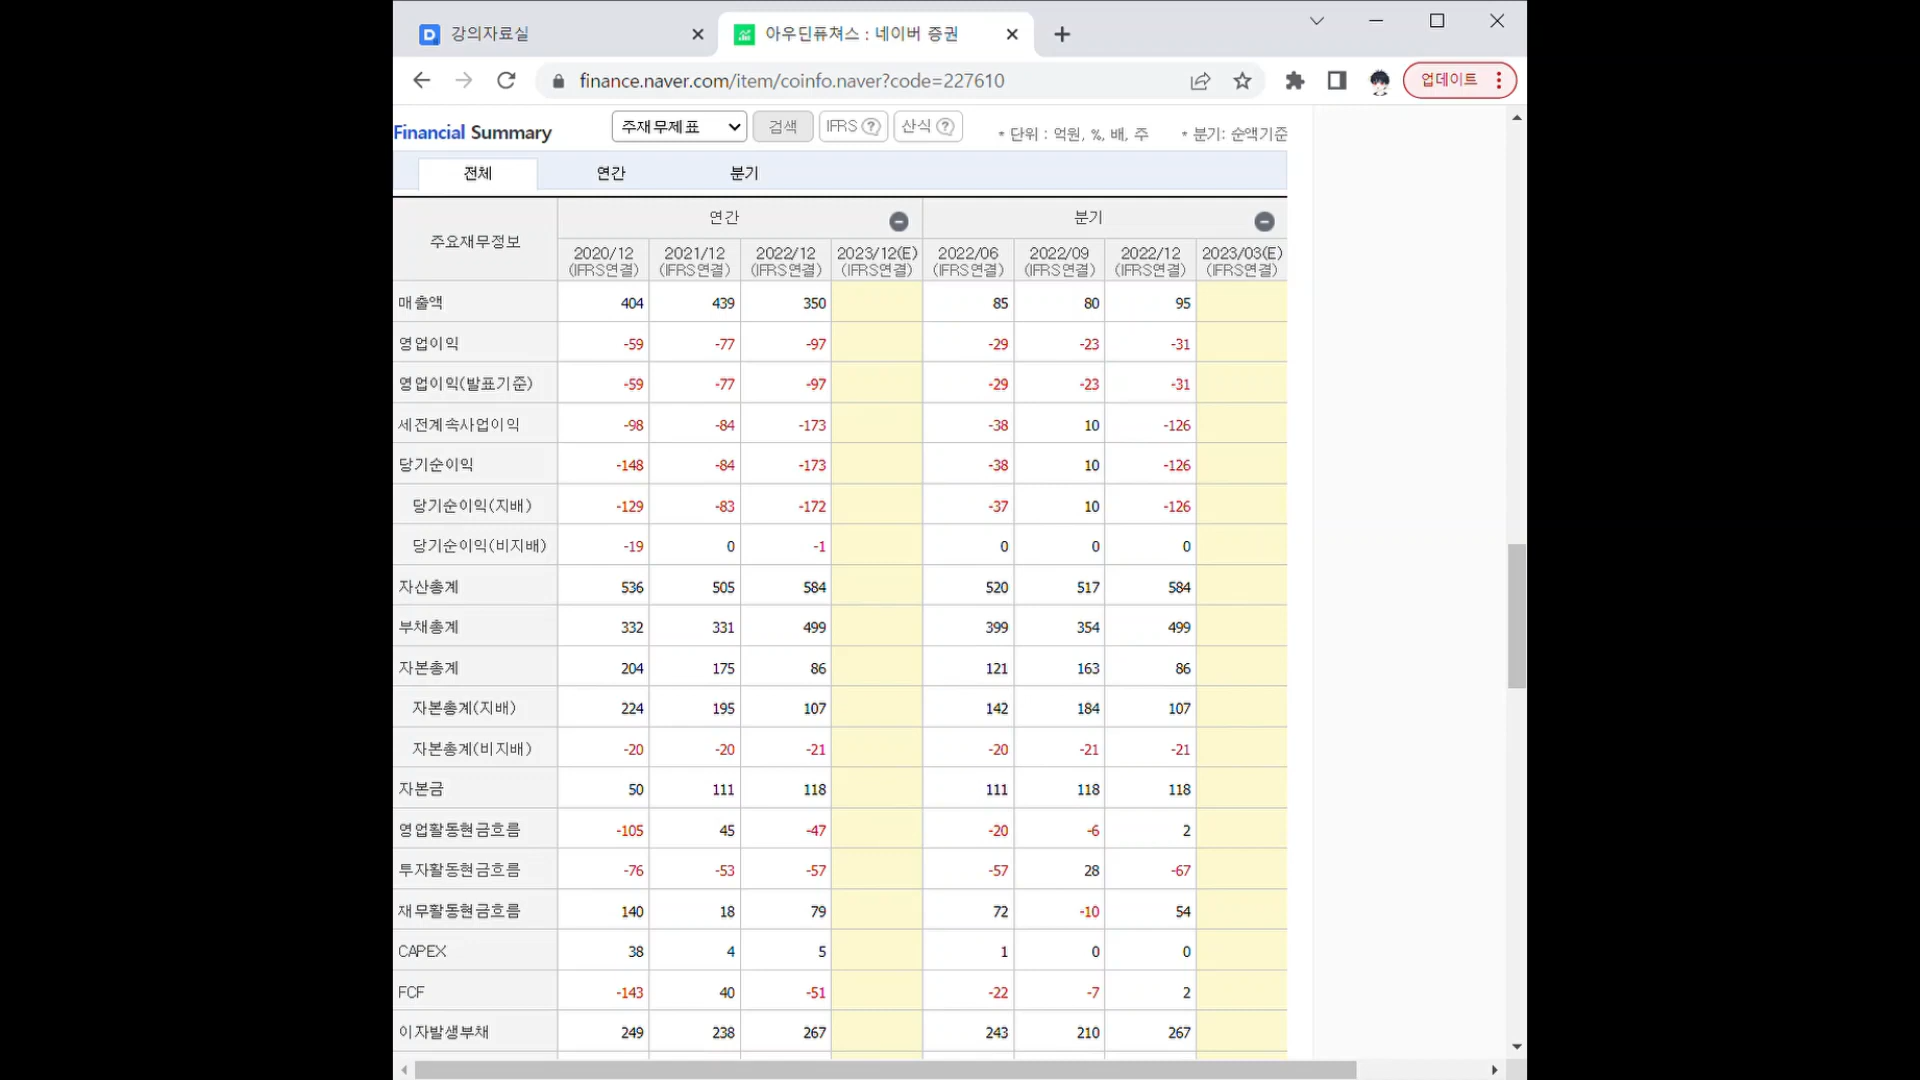 강의자료실
아우딘퓨쳐스 : 네이버 증권
finance.naver.com/item/coinfo.naver?code=227610
업데이트
Financial Summary
주재무제표
검색
IFRS
산식
* 단위 : 억원, %, 배, 주 * 분기: 순액기준
전체 연간 분기
주요재무정보 연간 분기
2020/12 2021/12 2022/12 2023/12(E) 2022/06 2022/09 2022/12 2023/03(E)
(IFRS연결) (IFRS연결) (IFRS연결) (IFRS연결) (IFRS연결) (IFRS연결) (IFRS연결) (IFRS연결)
매출액 404 439 350 85 80 95
영업이익 -59 -77 -97 -29 -23 -31
영업이익(발표기준) -59 -77 -97 -29 -23 -31
세전계속사업이익 -98 -84 -173 -38 10 -126
당기순이익 -148 -84 -173 -38 10 -126
당기순이익(지배) -129 -83 -172 -37 10 -126
당기순이익(비지배) -19 0 -1 0 0 0
자산총계 536 505 584 520 517 584
부채총계 332 331 499 399 354 499
자본총계 204 175 86 121 163 86
자본총계(지배) 224 195 107 142 184 107
자본총계(비지배) -20 -20 -21 -20 -21 -21
자본금 50 111 118 111 118 118
영업활동현금흐름 -105 45 -47 -20 -6 2
투자활동현금흐름 -76 -53 -57 -57 28 -67
재무활동현금흐름 140 18 79 72 -10 54
CAPEX 38 4 5 1 0 0
FCF -143 40 -51 -22 -7 2
이자발생부채 249 238 267 243 210 267